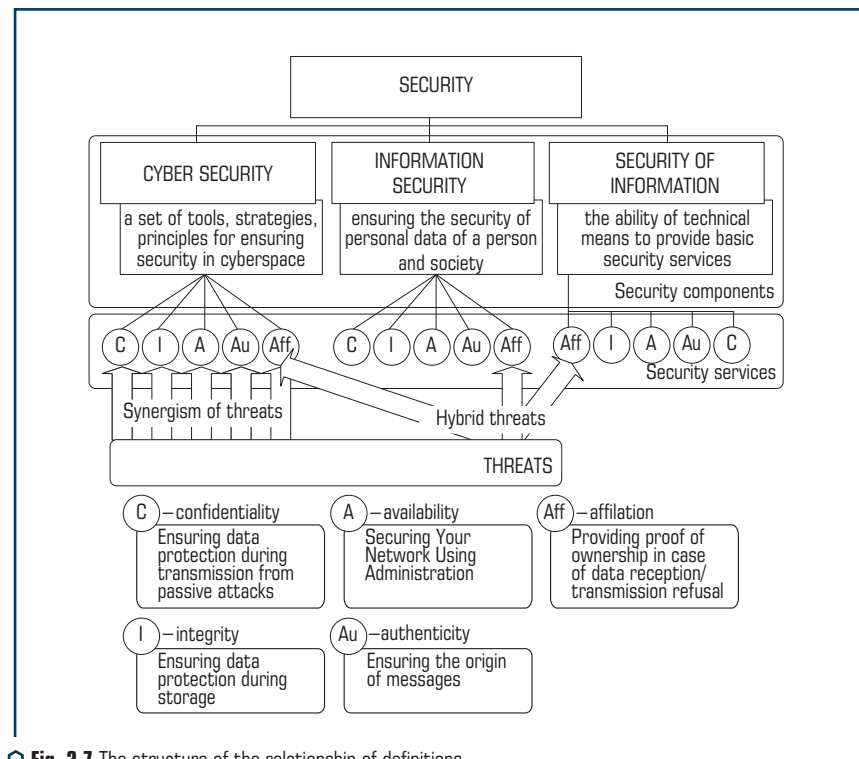 SECURITY
CYBER SECURITY
a set of tools, strategies,
principles for ensuring
security in cyberspace
INFORMATION
SECURITY
ensuring the security of
personal data of a person
and society
SECURITY OF
INFORMATION
the ability of technical
means to provide basic
security services
Security components
C I A Au Aff
C I A Au Aff
Aff I A Au C
Security services
Synergism of threats
Hybrid threats
THREATS
C – confidentiality
Ensuring data
protection during
transmission from
passive attacks
A – availability
Securing Your
Network Using
Administration
Aff – affilation
Providing proof of
ownership in case
of data reception/
transmission refusal
I – integrity
Ensuring data
protection during
storage
Au – authenticity
Ensuring the origin
of messages
Fig. 2.7 The structure of the relationship of definitions